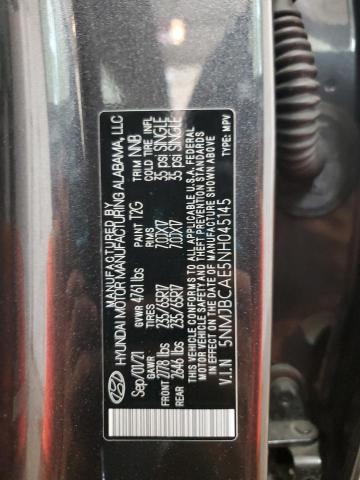 MANUFACTURED BY
HYUNDAI MOTOR MANUFACTURING ALABAMA, LLC
Sep/01/21 GVWR 4761 lbs PAINT T2G TRIM NNB
GAWR TIRES RIMS COLD TIRE INFL
FRONT 2778 lbs 235/65R17 7.0JX17 35 psi SINGLE
REAR 2646 lbs 235/65R17 7.0JX17 35 psi SINGLE
THIS VEHICLE CONFORMS TO ALL APPLICABLE U.S.A. FEDERAL
MOTOR VEHICLE SAFETY AND THEFT PREVENTION STANDARDS
IN EFFECT ON THE DATE OF MANUFACTURE SHOWN ABOVE.
V.I.N : 5NMJBCAE5NH043145 TYPE: MPV